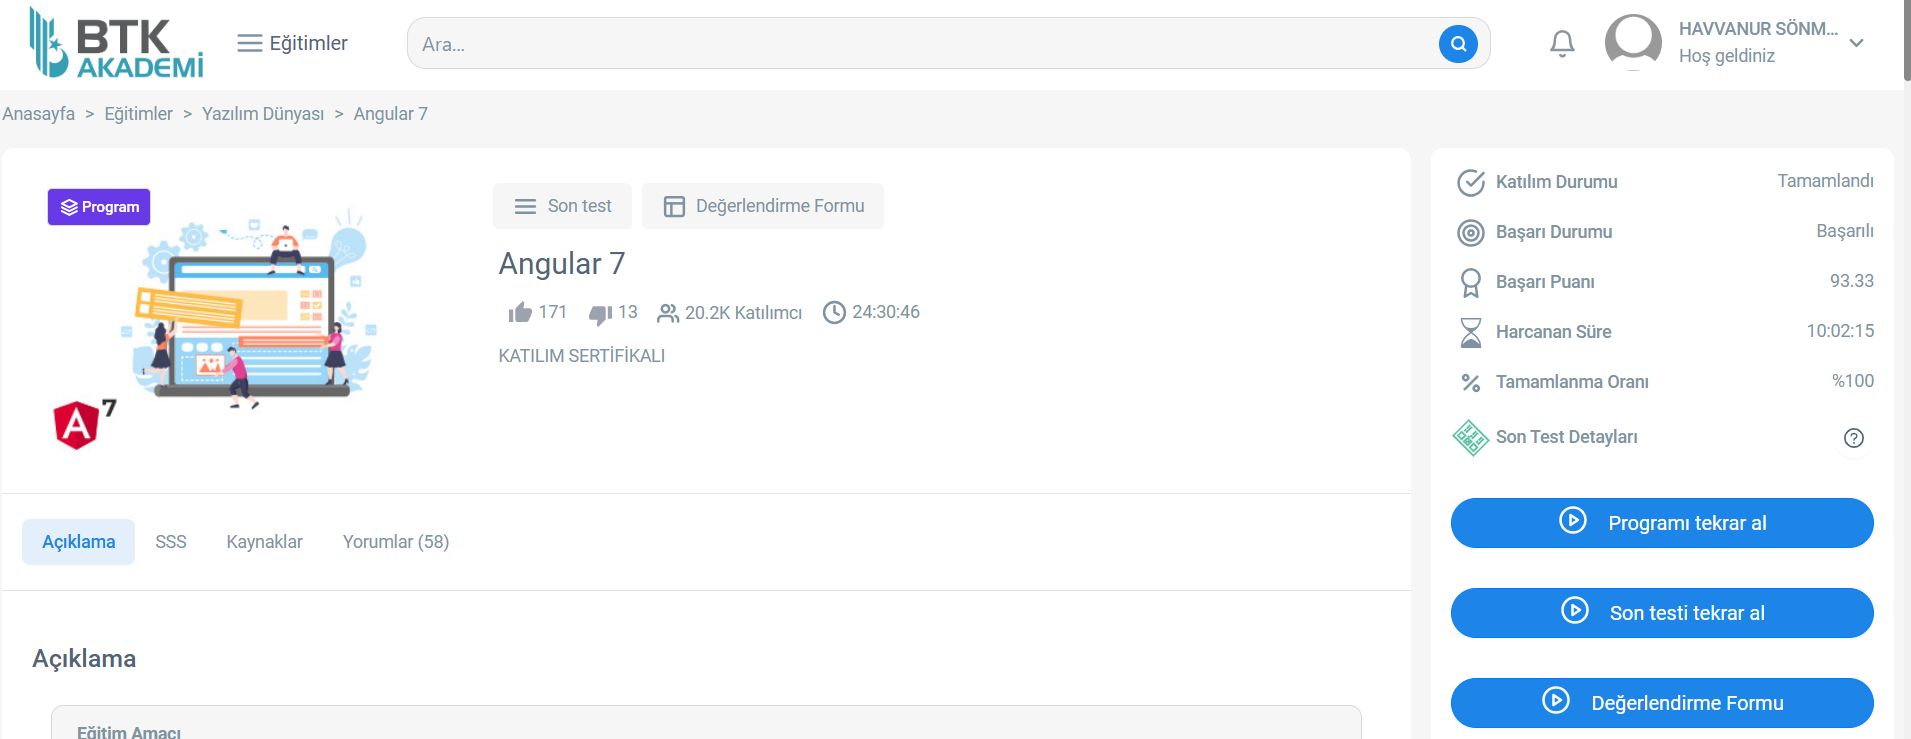 BTK
AKADEMİ
Eğitimler
Ara...
HAVVANUR SÖNM...
Hoş geldiniz
Anasayfa > Eğitimler > Yazılım Dünyası > Angular 7
Program
A 7
Son test
Değerlendirme Formu
Angular 7
171 13 20.2K Katılımcı 24:30:46
KATILIM SERTİFİKALI
Açıklama SSS Kaynaklar Yorumlar (58)
Açıklama
Eğitim Amacı
Katılım Durumu Tamamlandı
Başarı Durumu Başarılı
Başarı Puanı 93.33
Harcanan Süre 10:02:15
Tamamlanma Oranı %100
Son Test Detayları ?
Programı tekrar al
Son testi tekrar al
Değerlendirme Formu